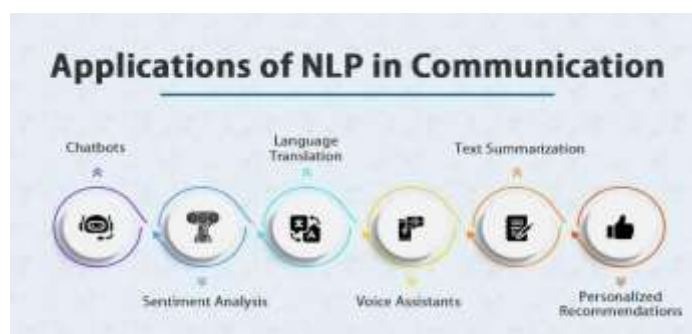 Applications of NLP in Communication
Chatbots
Sentiment Analysis
Language
Translation
Voice Assistants
Text Summarization
Personalized
Recommendations